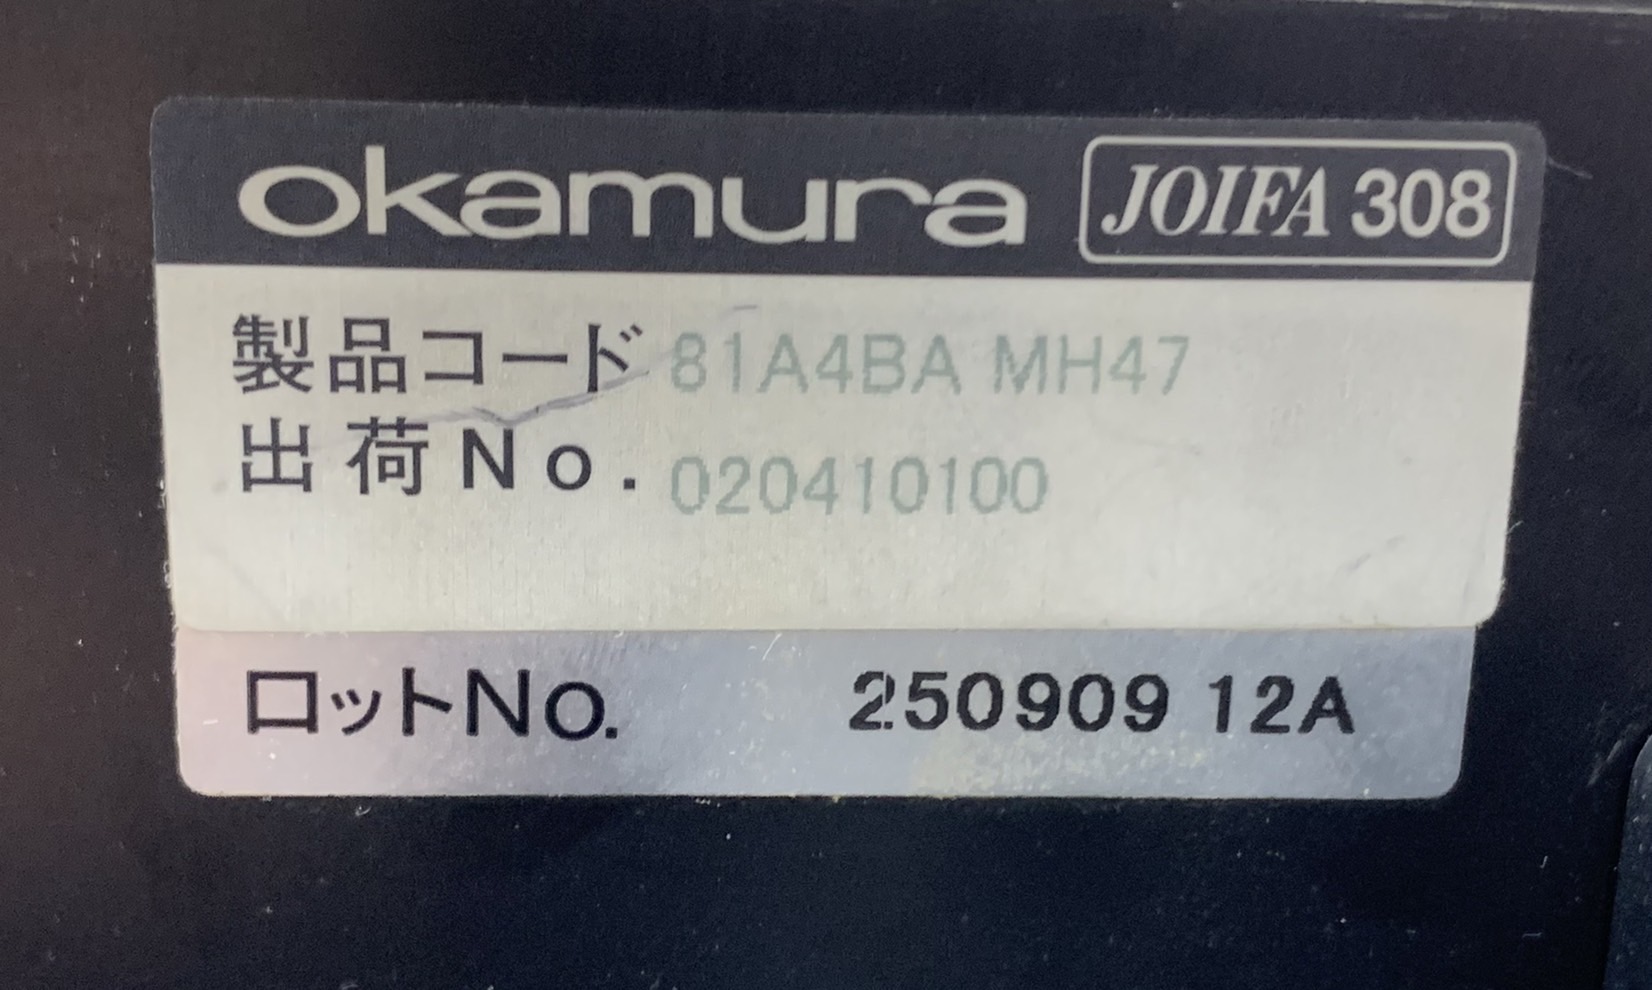 okamura JOIFA 308
製品コード 81A4BA MH47
出荷No. 020410100
ロットNo. 250909 12A